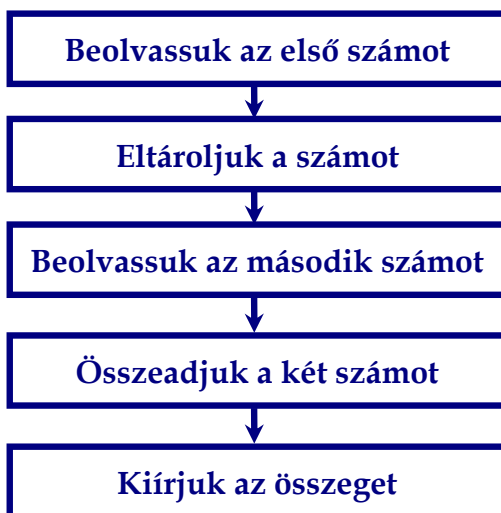 Beolvassuk az első számot
Eltároljuk a számot
Beolvassuk az második számot
Összeadjuk a két számot
Kiírjuk az összeget